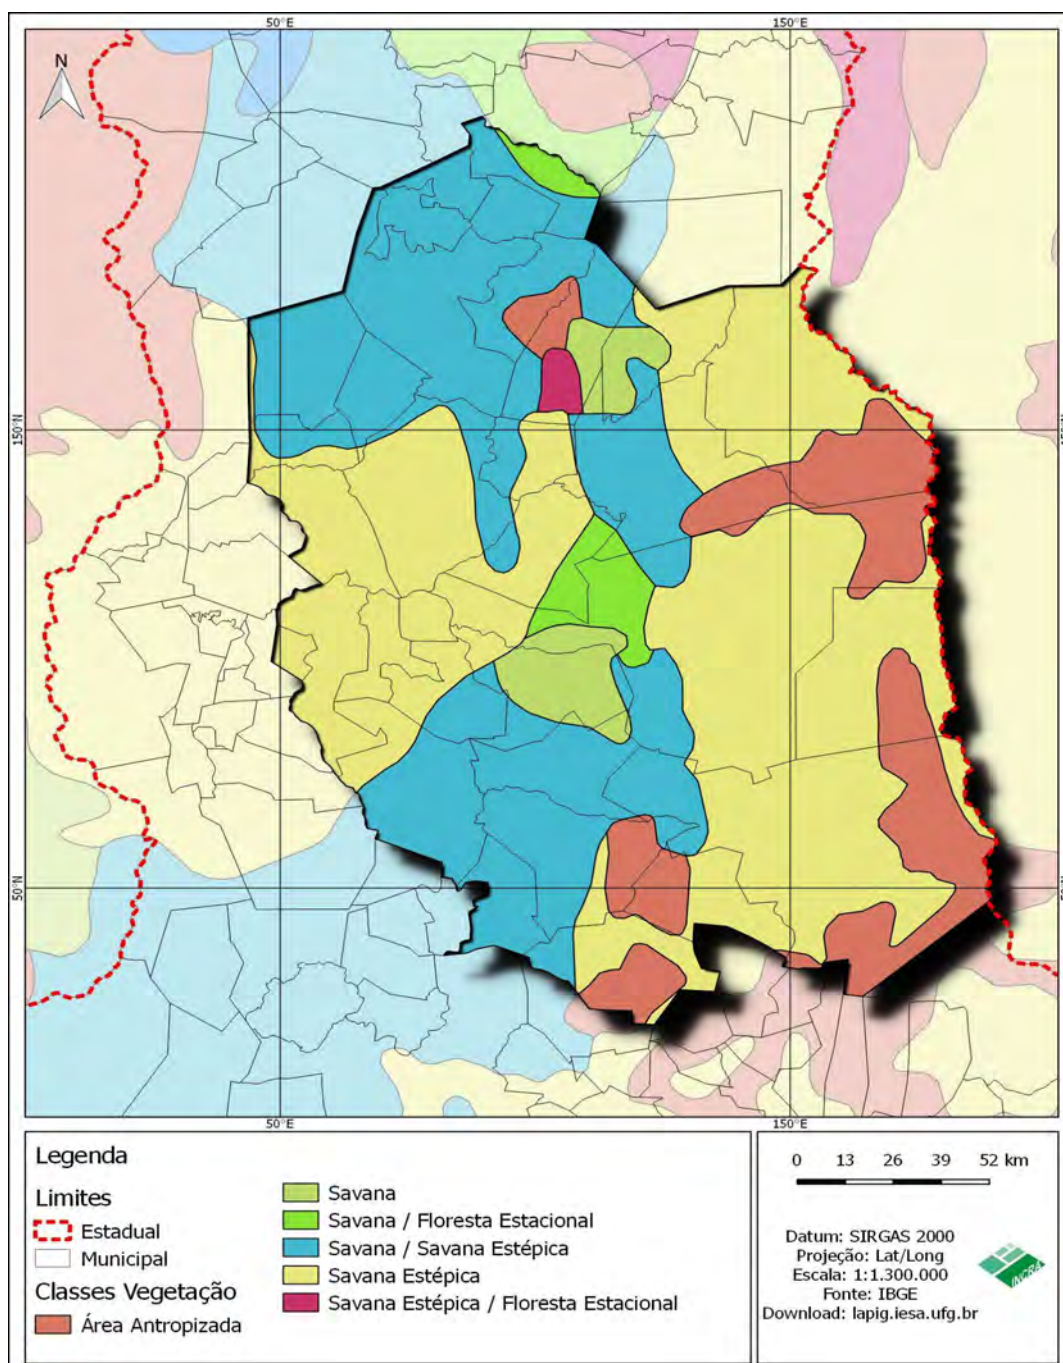 50°E 150°E
N
150°N
50°N
50°E 150°E
Legenda
Limites
Estadual
Municipal
Classes Vegetação
Área Antropizada
Savana
Savana / Floresta Estacional
Savana / Savana Estépica
Savana Estépica
Savana Estépica / Floresta Estacional
0 13 26 39 52 km
Datum: SIRGAS 2000
Projeção: Lat/Long
Escala: 1:1.300.000
Fonte: IBGE
Download: lapig.iesa.ufg.br
INCRA